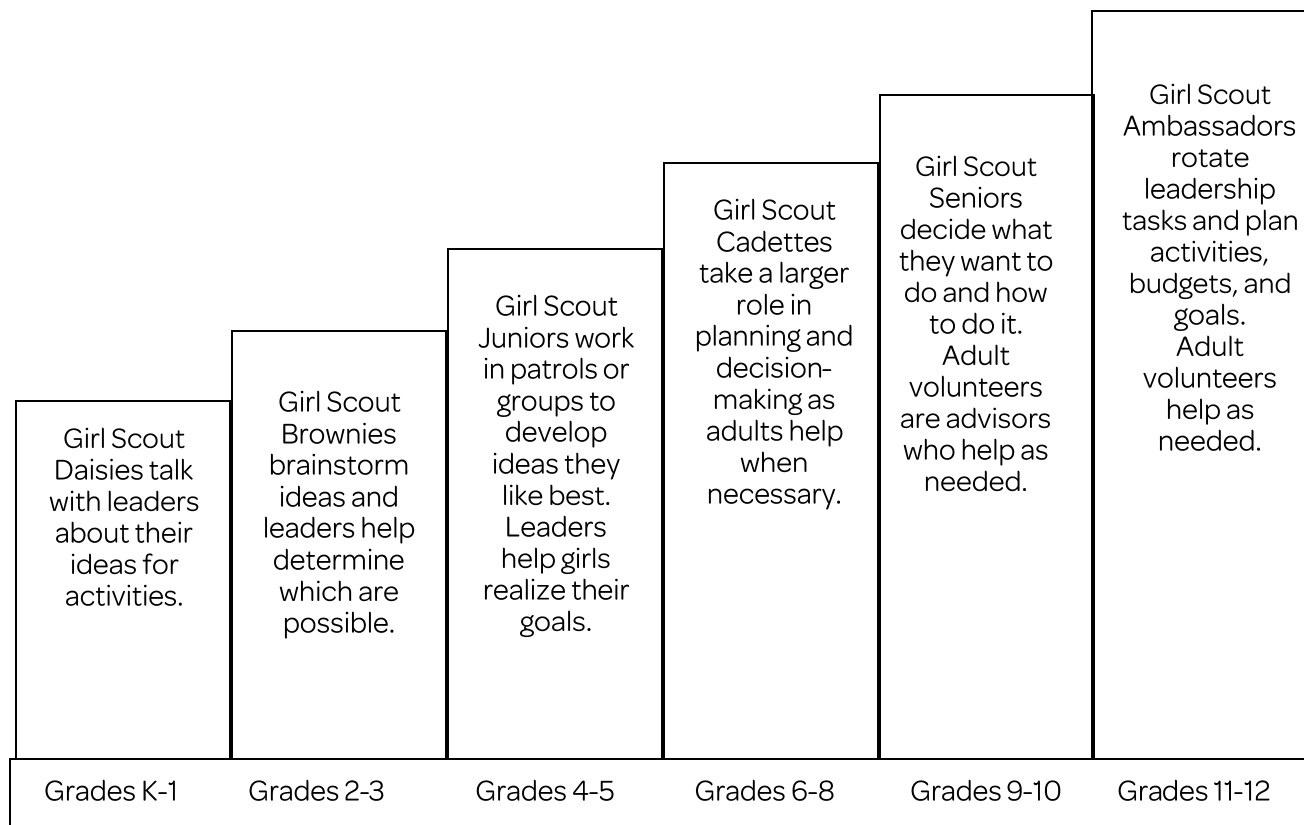 Girl Scout
Daisies talk
with leaders
about their
ideas for
activities.
Girl Scout
Brownies
brainstorm
ideas and
leaders help
determine
which are
possible.
Girl Scout
Juniors work
in patrols or
groups to
develop
ideas they
like best.
Leaders
help girls
realize their
goals.
Girl Scout
Cadettes
take a larger
role in
planning and
decision-
making as
adults help
when
necessary.
Girl Scout
Seniors
decide what
they want to
do and how
to do it.
Adult
volunteers
are advisors
who help as
needed.
Girl Scout
Ambassadors
rotate
leadership
tasks and plan
activities,
budgets, and
goals.
Adult
volunteers
help as
needed.
Grades K-1
Grades 2-3
Grades 4-5
Grades 6-8
Grades 9-10
Grades 11-12